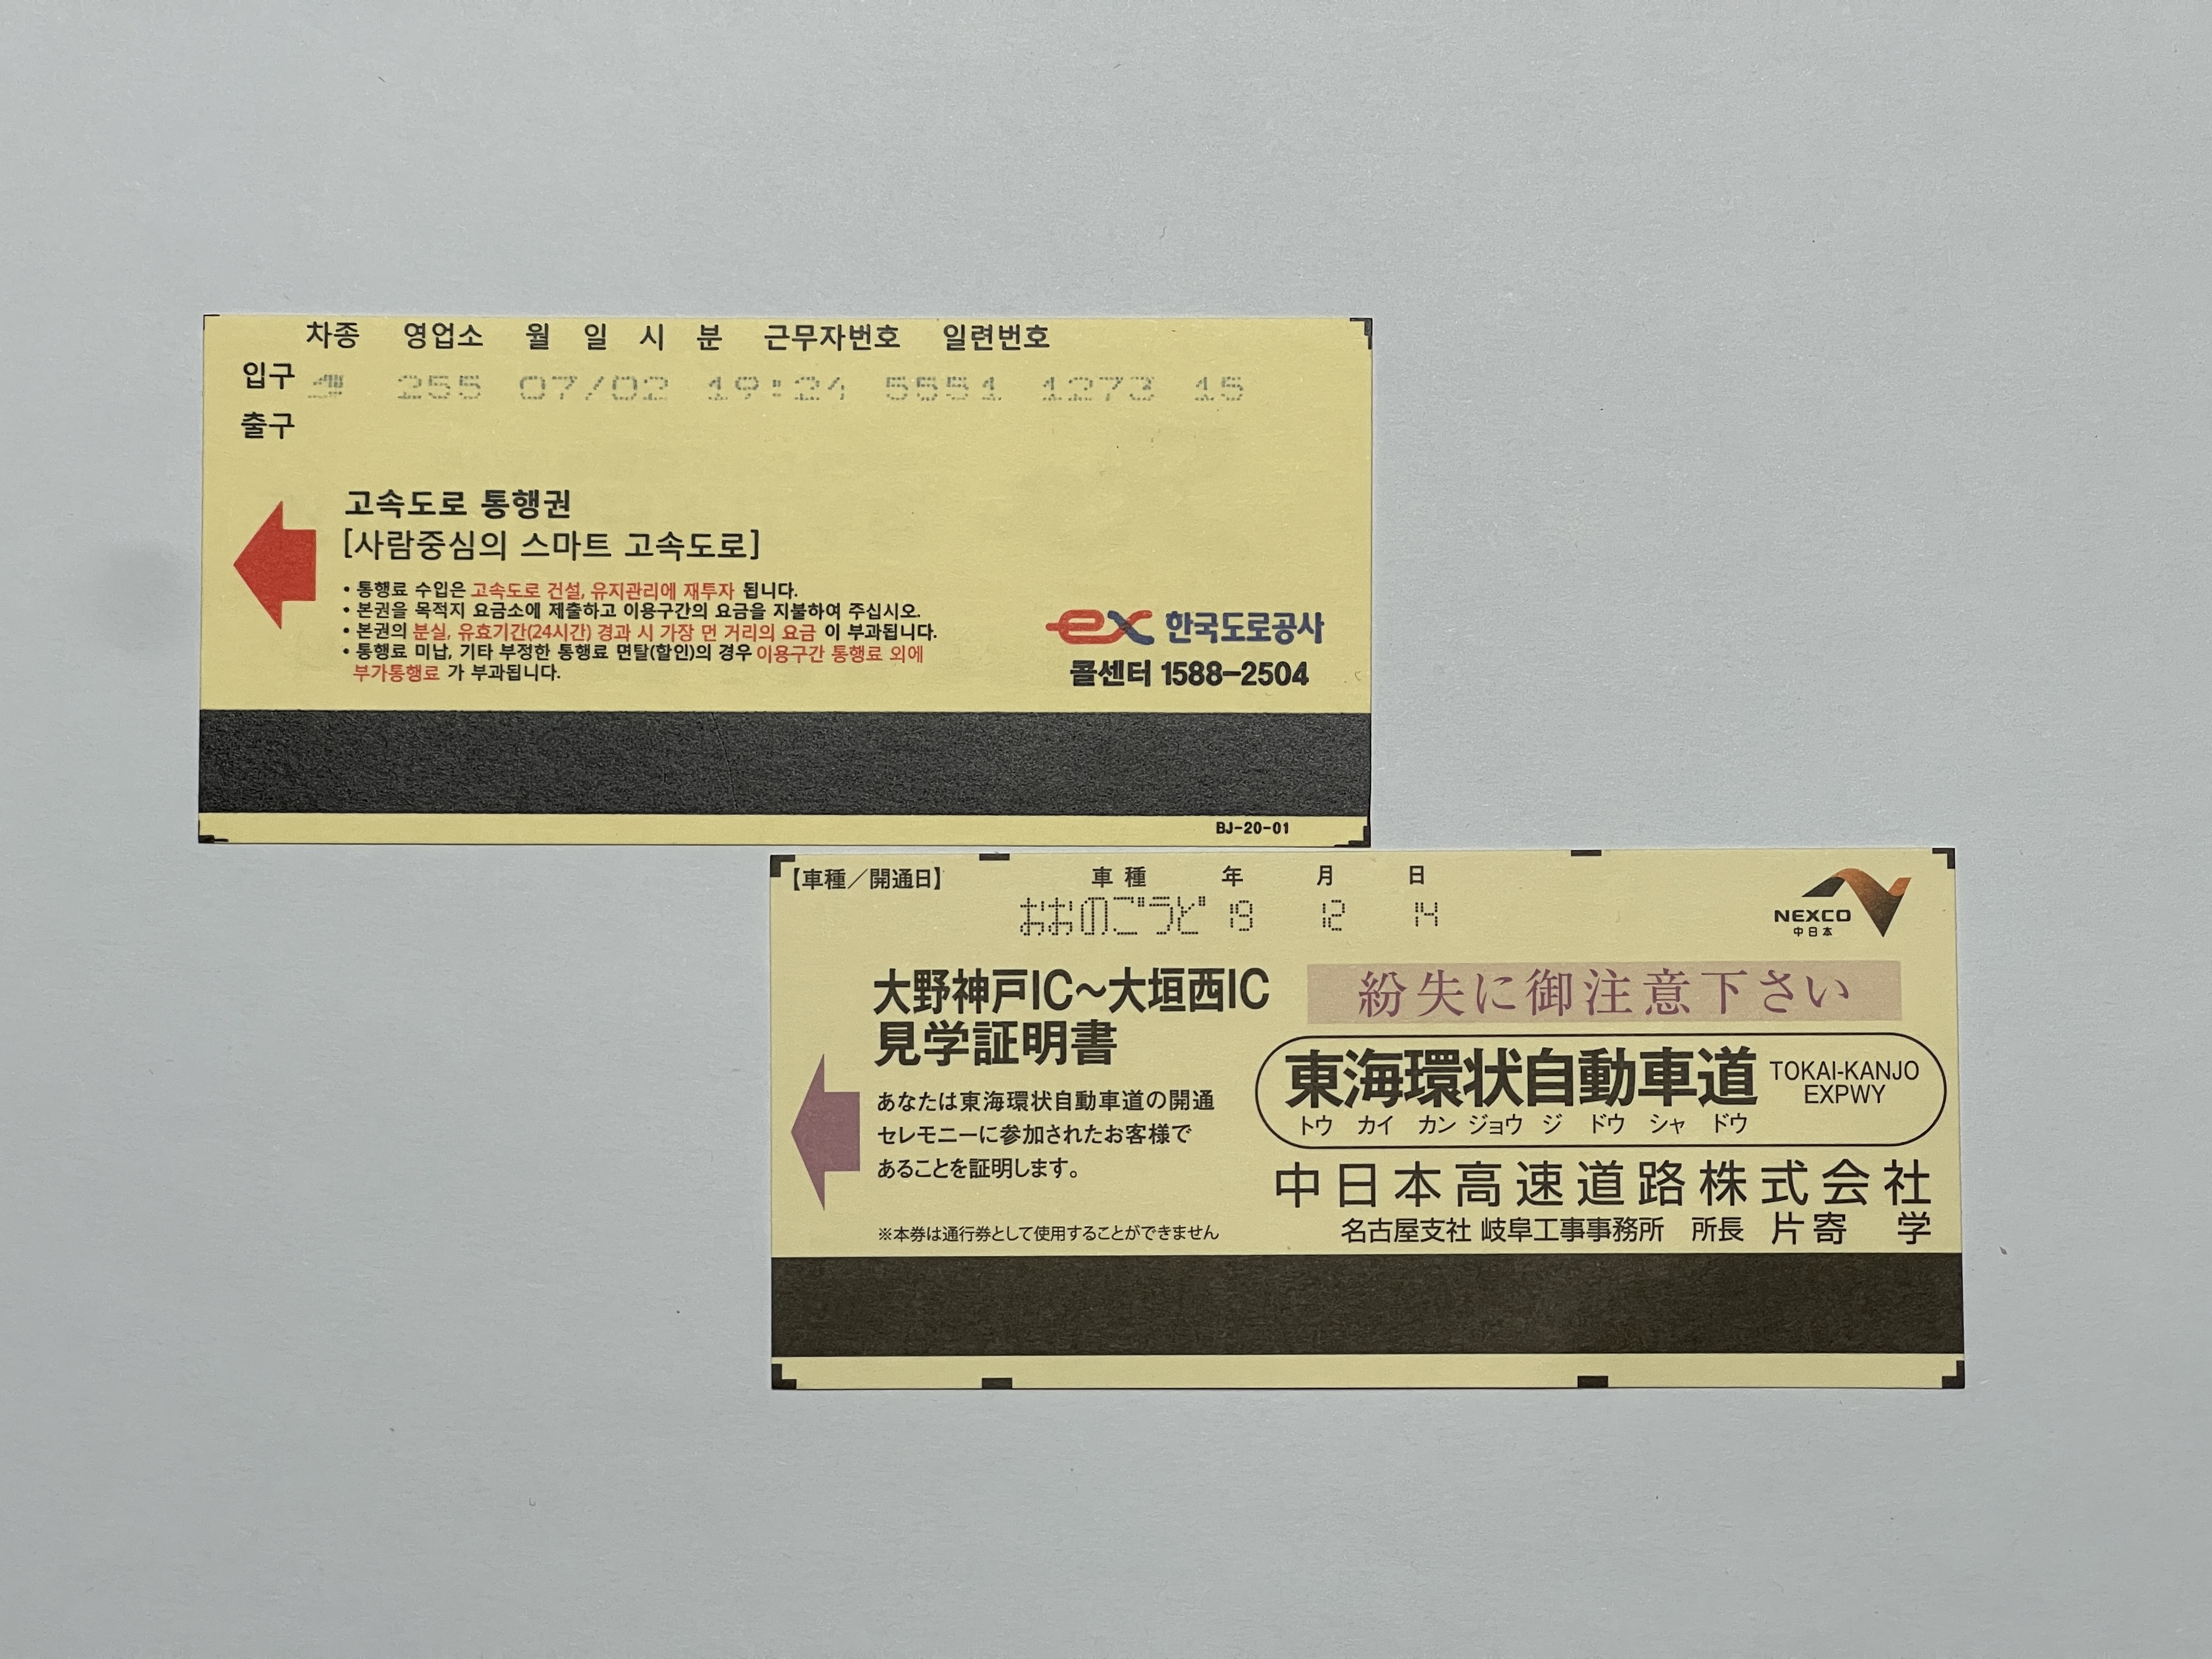 차종 영업소 월 일 시 분 근무자번호 일련번호
입구 255 07/02 19:24 5551 1273 15
출구
고속도로 통행권
[사람중심의 스마트 고속도로]
• 통행료 수입은 고속도로 건설, 유지관리에 재투자 됩니다.
• 본권을 목적지 요금소에 제출하고 이용구간의 요금을 지불하여 주십시오.
• 본권의 분실, 유효기간(24시간) 경과 시 가장 먼 거리의 요금 이 부과됩니다.
• 통행료 미납, 기타 부정한 통행료 면탈(할인)의 경우 이용구간 통행료 외에
부가통행료 가 부과됩니다.
ex 한국도로공사
콜센터 1588-2504
BJ-20-01
【車種／開通日】 車種 年 月 日
おおのごうど 19 12 14
NEXCO
中日本
大野神戸IC～大垣西IC
見学証明書
あなたは東海環状自動車道の開通
セレモニーに参加されたお客様で
あることを証明します。
※本券は通行券として使用することができません
紛失に御注意下さい
東海環状自動車道
トウ カイ カン ジョウ ジ ドウ シャ ドウ
TOKAI-KANJO
EXPWY
中日本高速道路株式会社
名古屋支社 岐阜工事事務所 所長 片寄 学